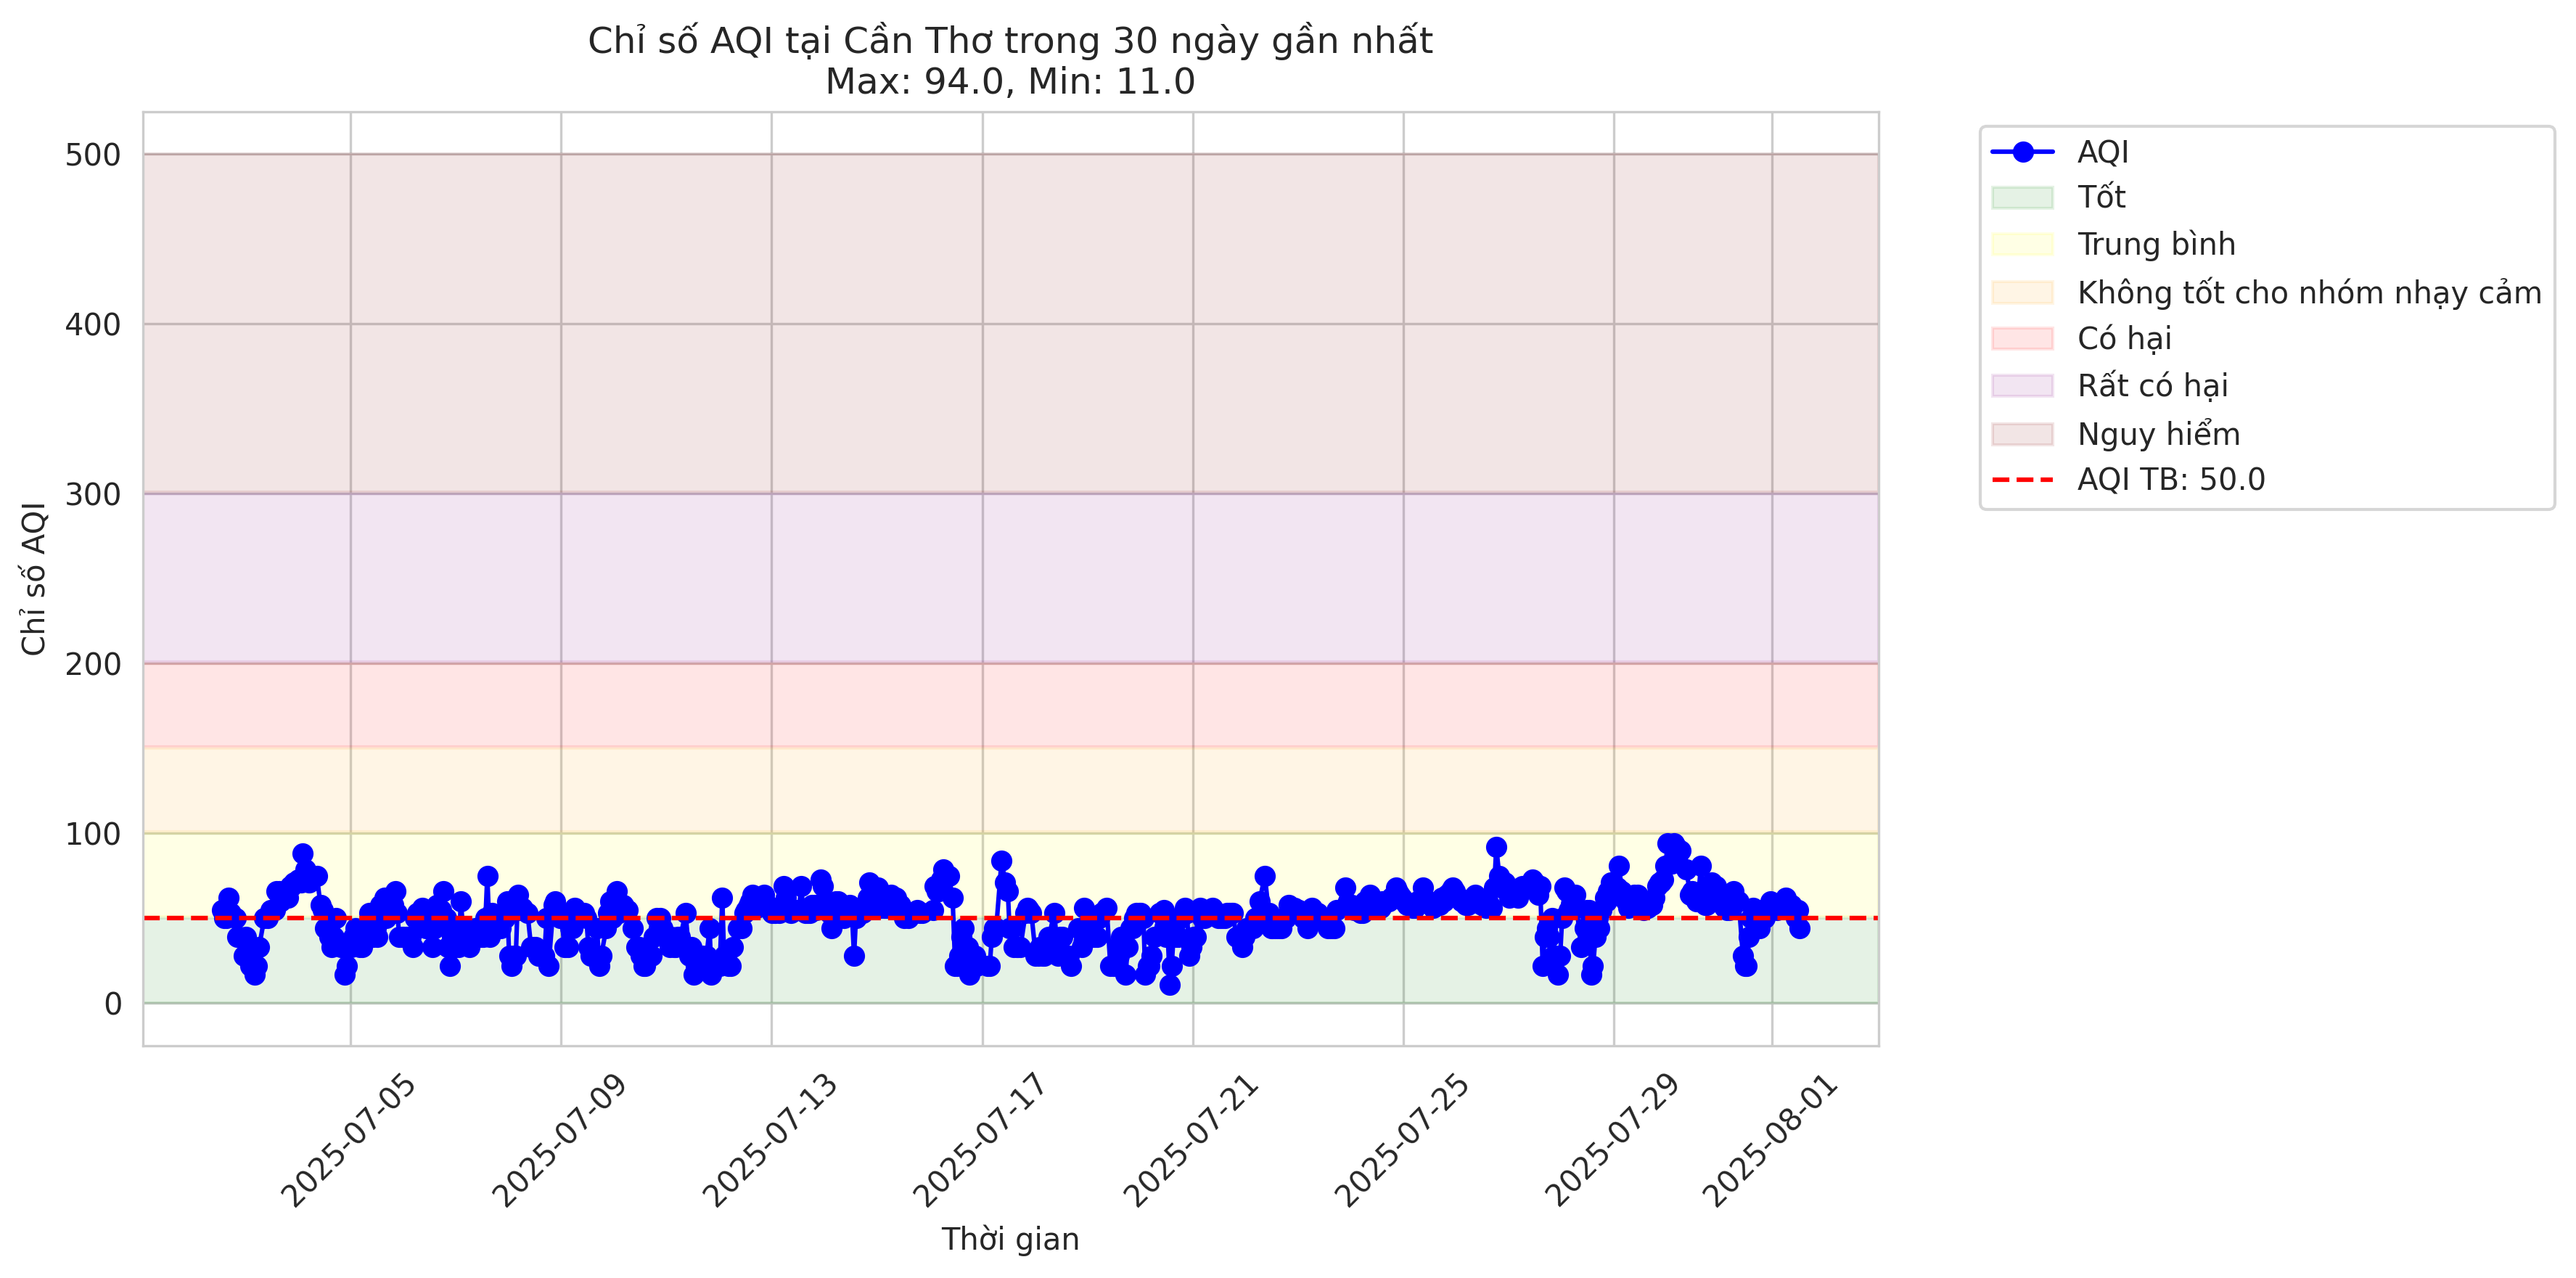 Chỉ số AQI tại Cần Thơ trong 30 ngày gần nhất
Max: 94.0, Min: 11.0
Chỉ số AQI
500
400
300
200
100
0
2025-07-05
2025-07-09
2025-07-13
2025-07-17
2025-07-21
2025-07-25
2025-07-29
2025-08-01
Thời gian
AQI
Tốt
Trung bình
Không tốt cho nhóm nhạy cảm
Có hại
Rất có hại
Nguy hiểm
AQI TB: 50.0